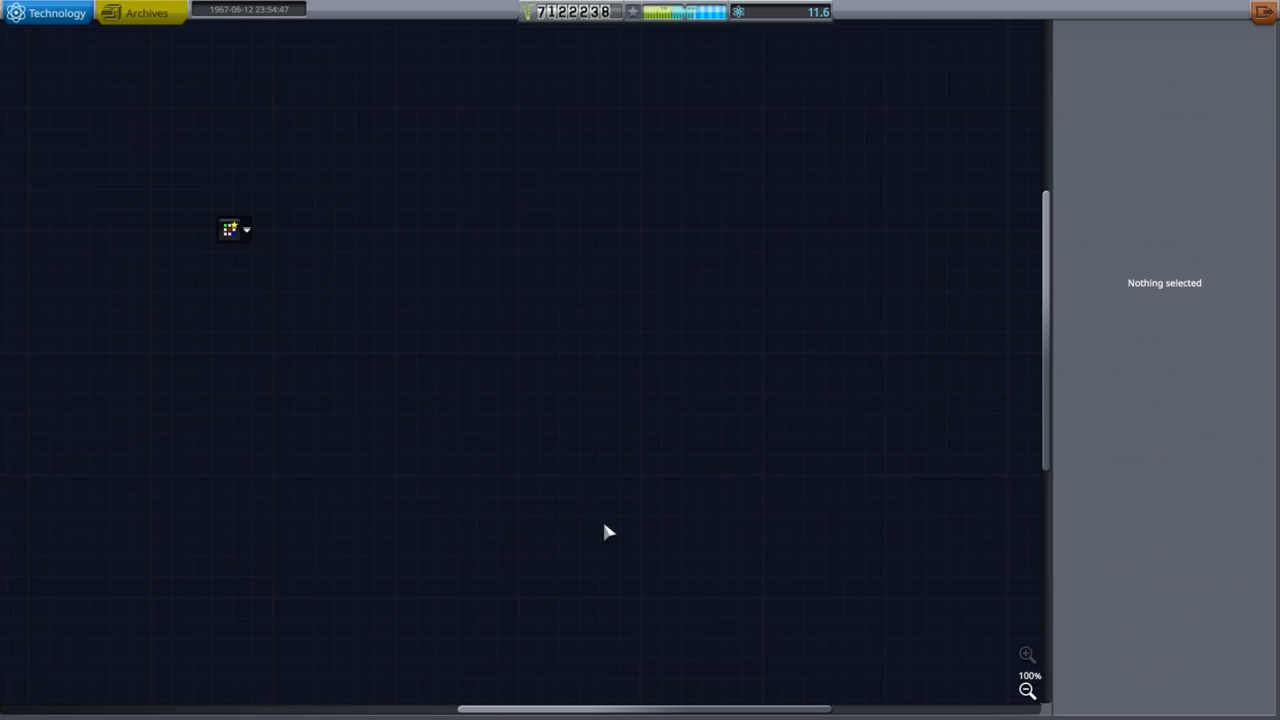 Technology
Archives
1967-06-12 23:54:47
7122238
11.6
Nothing selected
100%